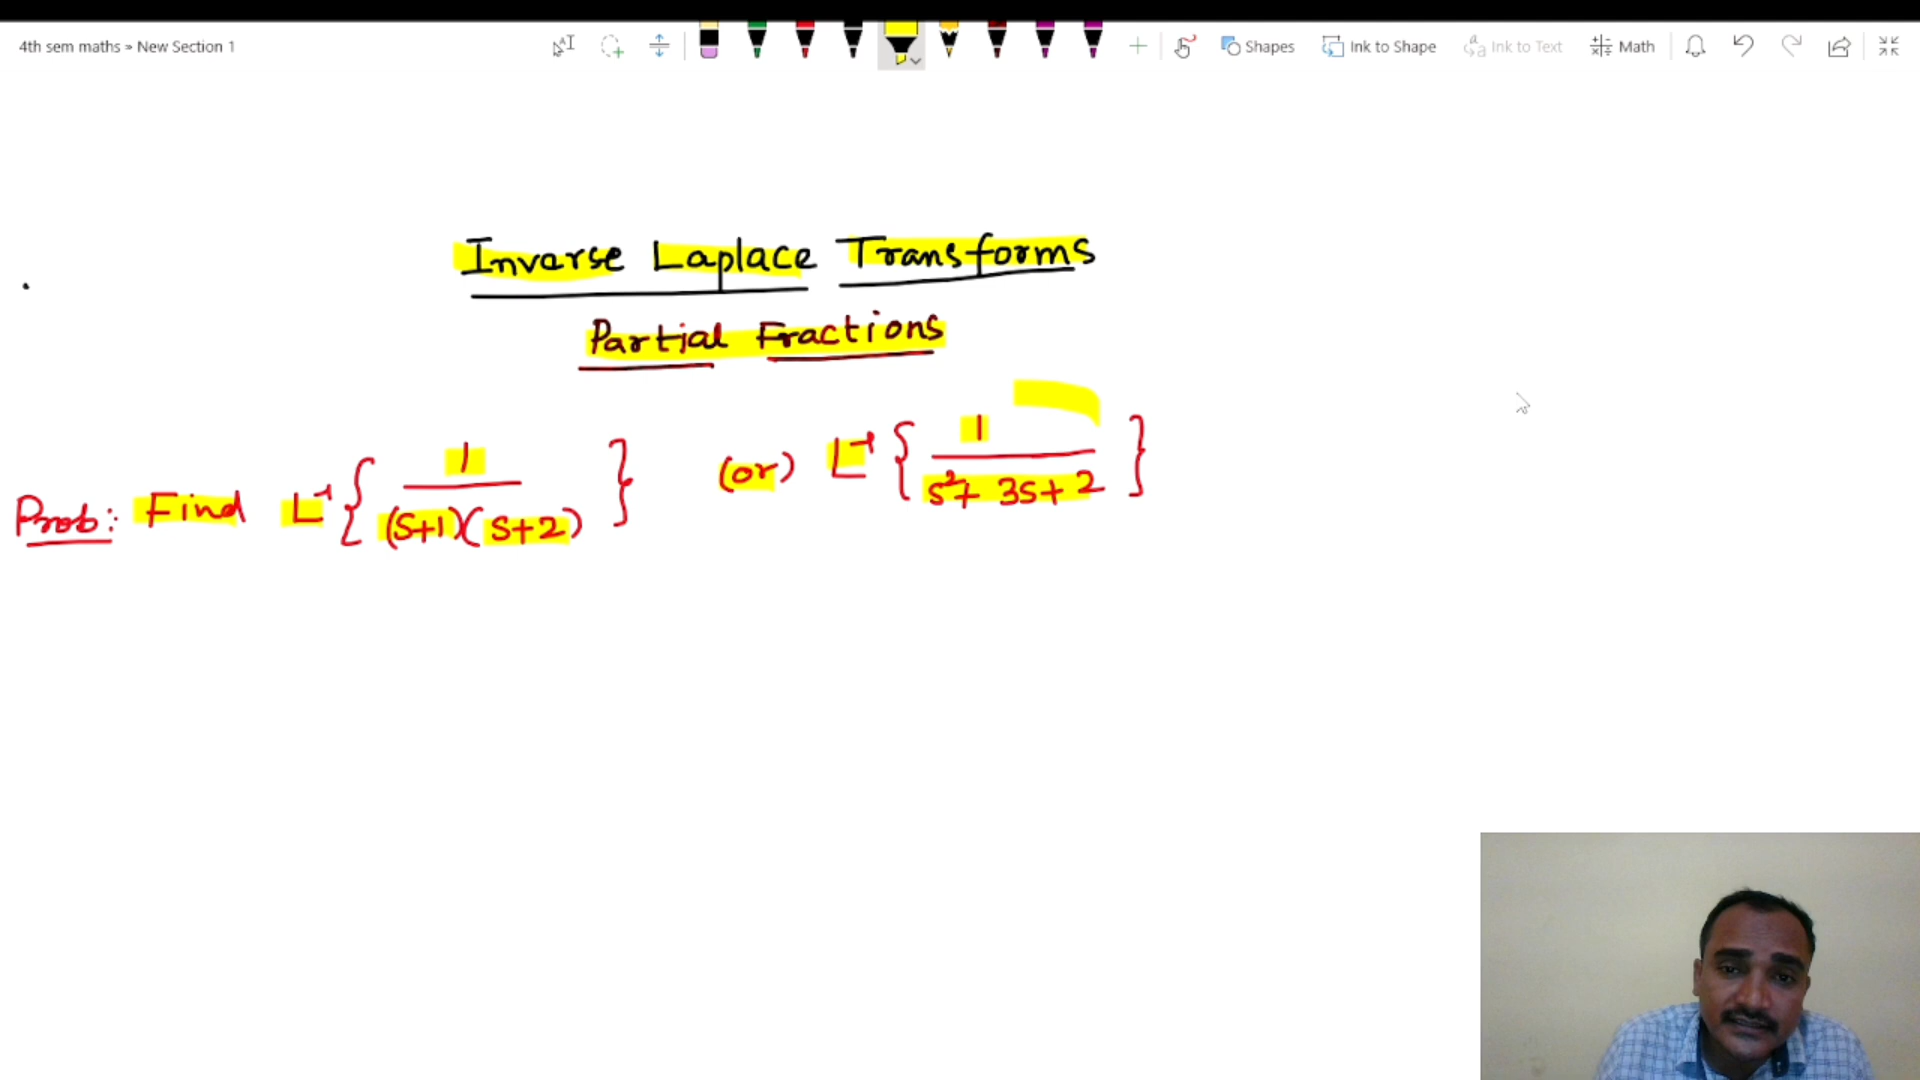 4th sem maths » New Section 1
Shapes Ink to Shape Ink to Text Math
Inverse Laplace Transforms
Partial Fractions
Prob: Find L⁻¹{ 1/((S+1)(S+2)) } (or) L⁻¹{ 1/(s²+3s+2) }